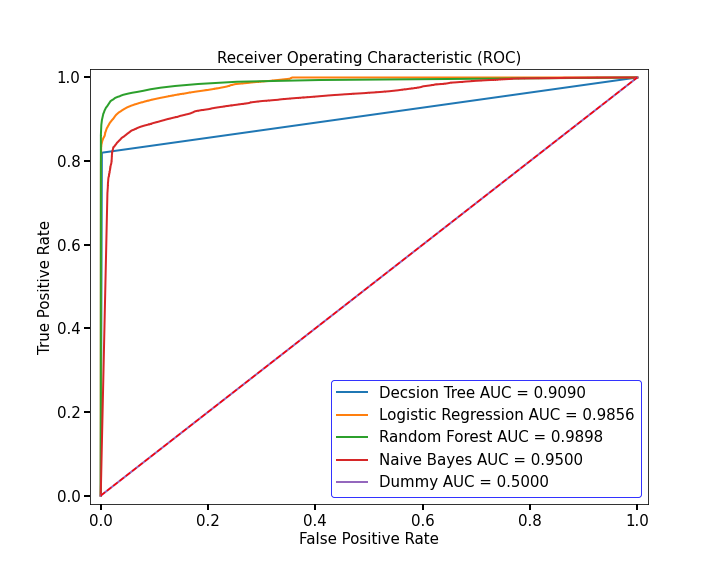 Receiver Operating Characteristic (ROC)
1.0
0.8
0.6
0.4
0.2
0.0
True Positive Rate
Decsion Tree AUC = 0.9090
Logistic Regression AUC = 0.9856
Random Forest AUC = 0.9898
Naive Bayes AUC = 0.9500
Dummy AUC = 0.5000
0.0 0.2 0.4 0.6 0.8 1.0
False Positive Rate